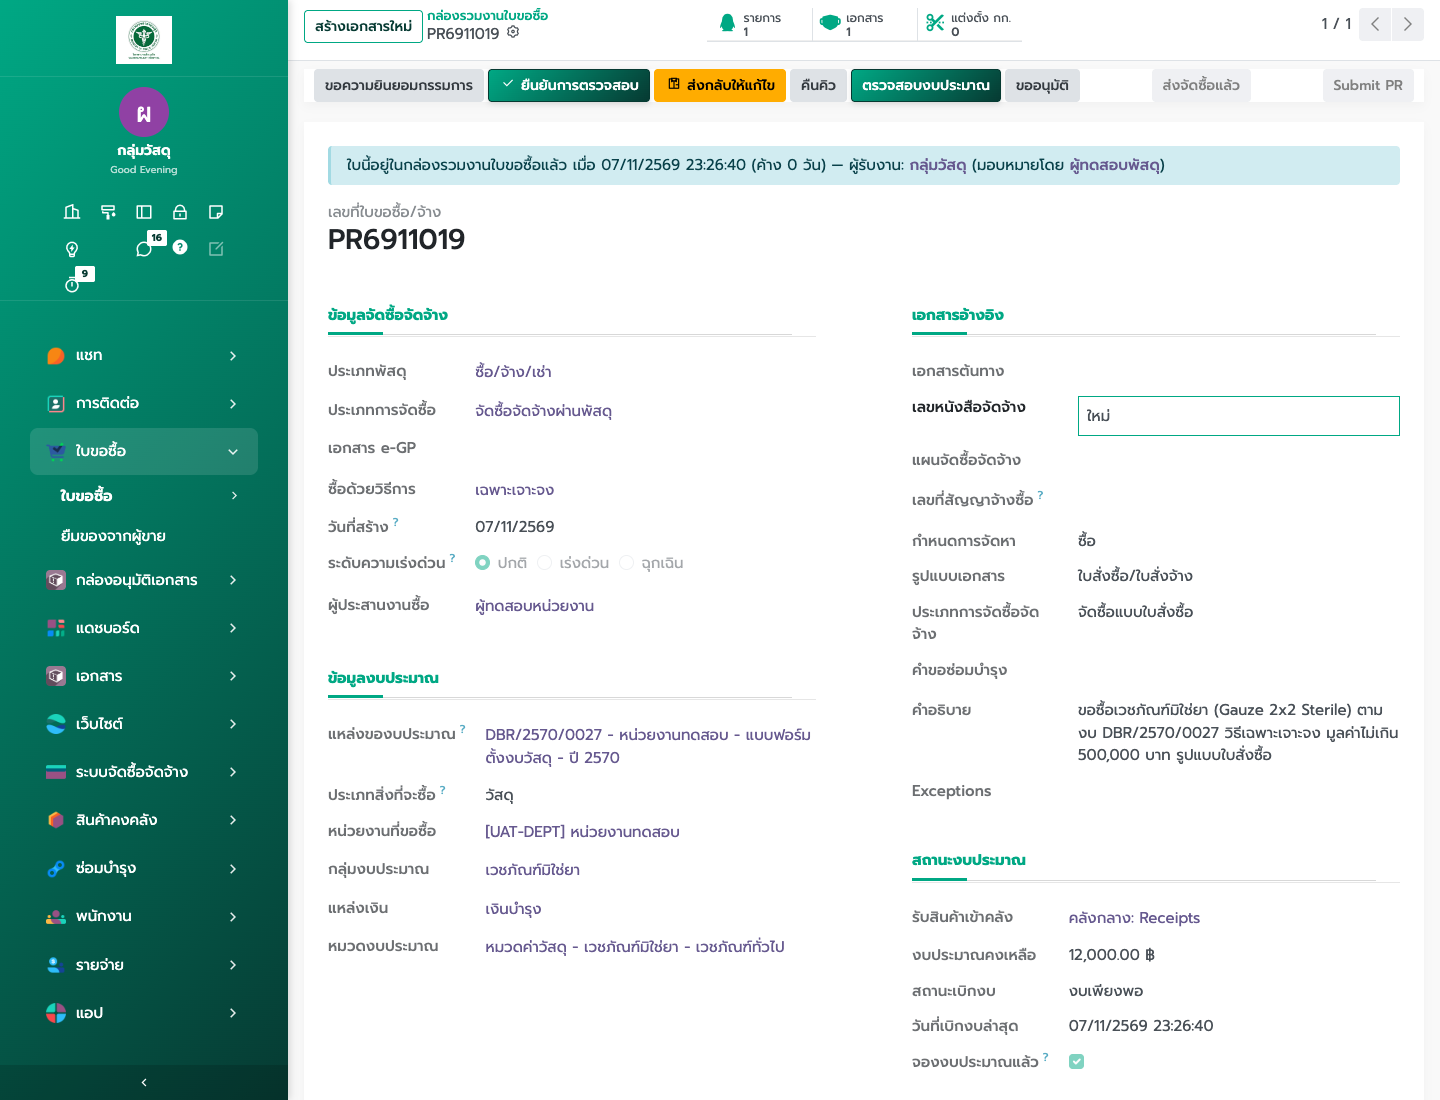 ผ
กลุ่มวัสดุ
Good Evening
16
9
แชท
การติดต่อ
ใบขอซื้อ
ใบขอซื้อ
ยืมของจากผู้ขาย
กล่องอนุมัติเอกสาร
แดชบอร์ด
เอกสาร
เว็บไซต์
ระบบจัดซื้อจัดจ้าง
สินค้าคงคลัง
ซ่อมบำรุง
พนักงาน
รายจ่าย
แอป
สร้างเอกสารใหม่
กล่องรวมงานใบขอซื้อ
PR6911019
รายการ
1
เอกสาร
1
แต่งตั้ง กก.
0
1 / 1
ขอความยินยอมกรรมการ
ยืนยันการตรวจสอบ
ส่งกลับให้แก้ไข
คืนคิว
ตรวจสอบงบประมาณ
ขออนุมัติ
ส่งจัดซื้อแล้ว
Submit PR
ใบนี้อยู่ในกล่องรวมงานใบขอซื้อแล้ว เมื่อ 07/11/2569 23:26:40 (ค้าง 0 วัน) — ผู้รับงาน: กลุ่มวัสดุ (มอบหมายโดย ผู้ทดสอบพัสดุ)
เลขที่ใบขอซื้อ/จ้าง
PR6911019
ข้อมูลจัดซื้อจัดจ้าง
ประเภทพัสดุ ซื้อ/จ้าง/เช่า
ประเภทการจัดซื้อ จัดซื้อจัดจ้างผ่านพัสดุ
เอกสาร e-GP
ซื้อด้วยวิธีการ เฉพาะเจาะจง
วันที่สร้าง ? 07/11/2569
ระดับความเร่งด่วน ? ปกติ เร่งด่วน ฉุกเฉิน
ผู้ประสานงานซื้อ ผู้ทดสอบหน่วยงาน
ข้อมูลงบประมาณ
แหล่งของบประมาณ ? DBR/2570/0027 - หน่วยงานทดสอบ - แบบฟอร์ม
ตั้งงบวัสดุ - ปี 2570
ประเภทสิ่งที่จะซื้อ ? วัสดุ
หน่วยงานที่ขอซื้อ [UAT-DEPT] หน่วยงานทดสอบ
กลุ่มงบประมาณ เวชภัณฑ์มิใช่ยา
แหล่งเงิน เงินบำรุง
หมวดงบประมาณ หมวดค่าวัสดุ - เวชภัณฑ์มิใช่ยา - เวชภัณฑ์ทั่วไป
เอกสารอ้างอิง
เอกสารต้นทาง
เลขหนังสือจัดจ้าง ใหม่
แผนจัดซื้อจัดจ้าง
เลขที่สัญญาจ้างซื้อ ?
กำหนดการจัดหา ซื้อ
รูปแบบเอกสาร ใบสั่งซื้อ/ใบสั่งจ้าง
ประเภทการจัดซื้อจัด จัดซื้อแบบใบสั่งซื้อ
จ้าง
คำขอซ่อมบำรุง
คำอธิบาย ขอซื้อเวชภัณฑ์มิใช่ยา (Gauze 2x2 Sterile) ตาม
งบ DBR/2570/0027 วิธีเฉพาะเจาะจง มูลค่าไม่เกิน
500,000 บาท รูปแบบใบสั่งซื้อ
Exceptions
สถานะงบประมาณ
รับสินค้าเข้าคลัง คลังกลาง: Receipts
งบประมาณคงเหลือ 12,000.00 ฿
สถานะเบิกงบ งบเพียงพอ
วันที่เบิกงบล่าสุด 07/11/2569 23:26:40
จองงบประมาณแล้ว ?